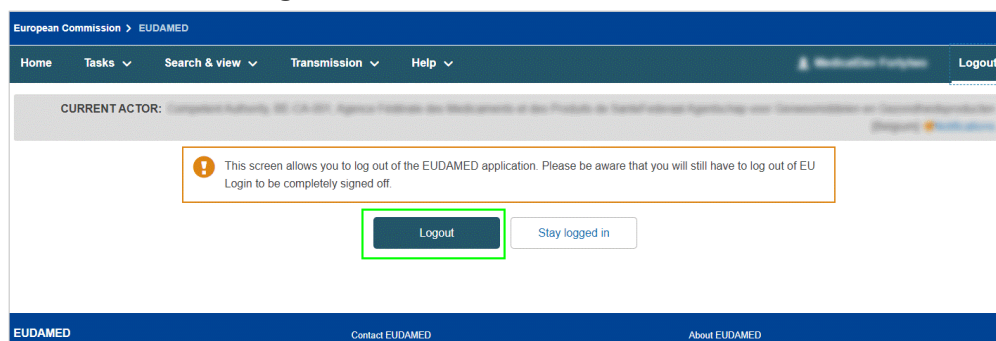 European Commission > EUDAMED
Home Tasks Search & view Transmission Help Logout
CURRENT ACTOR:
This screen allows you to log out of the EUDAMED application. Please be aware that you will still have to log out of EU
Login to be completely signed off.
Logout Stay logged in
EUDAMED Contact EUDAMED About EUDAMED